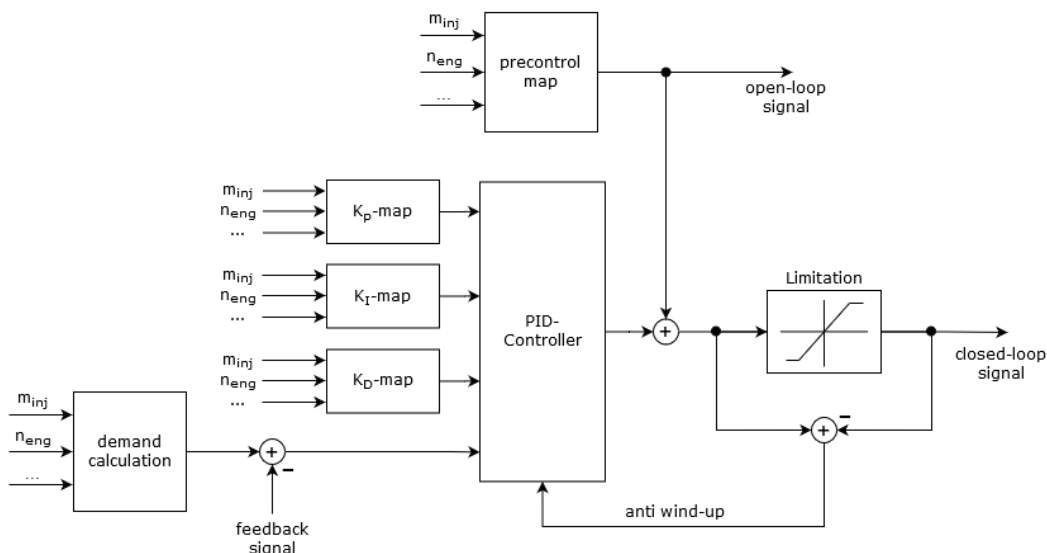 m_inj
n_eng
...
precontrol
map
open-loop
signal
m_inj
n_eng
...
K_p-map
m_inj
n_eng
...
K_I-map
m_inj
n_eng
...
K_D-map
PID-
Controller
+
Limitation
closed-loop
signal
m_inj
n_eng
...
demand
calculation
+
−
feedback
signal
+
−
anti wind-up